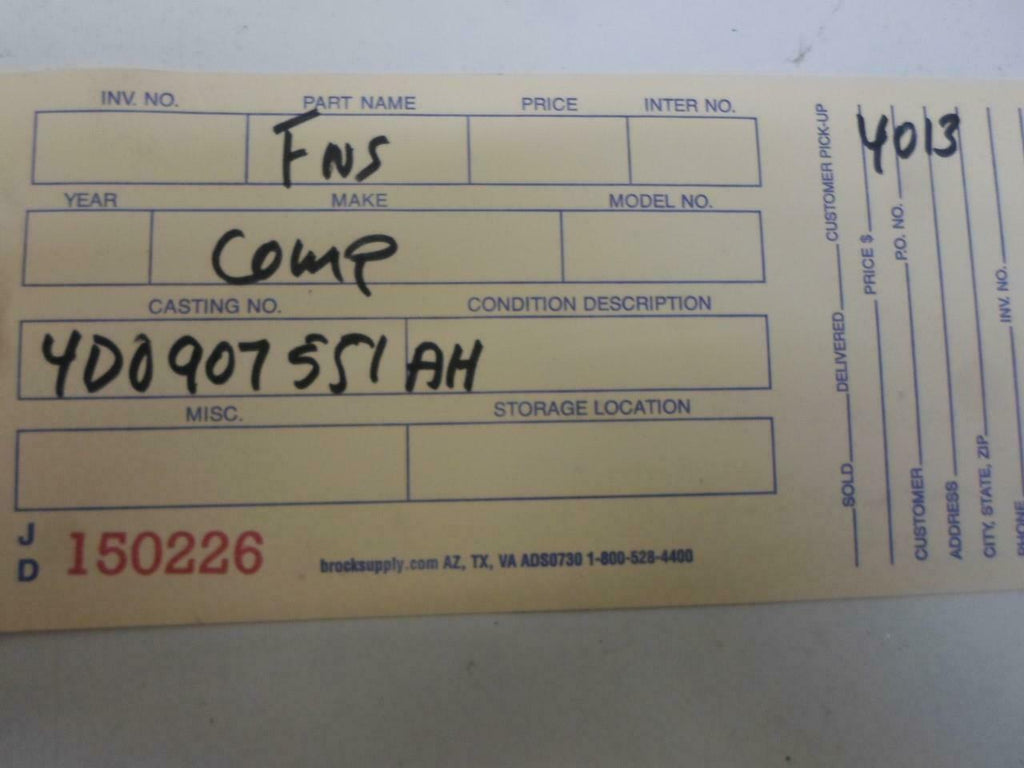 INV. NO. PART NAME PRICE INTER NO.
FNS
YEAR MAKE MODEL NO.
Comp
CASTING NO. CONDITION DESCRIPTION
4D0907551AH
MISC. STORAGE LOCATION
J D 150226
brocksupply.com AZ, TX, VA ADS0730 1-800-528-4400
SOLD DELIVERED CUSTOMER PICK-UP
PRICE $
4013
CUSTOMER P.O. NO.
ADDRESS
CITY, STATE, ZIP
PHONE INV. NO.